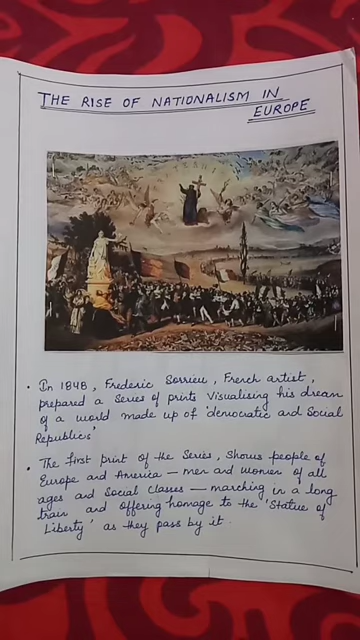 THE RISE OF NATIONALISM IN
EUROPE
• In 1848, Frederic Sorrieu, French artist,
prepared a Series of prints Visualising his dream
of a world made up of 'democratic and Social
Republics'
• The first print of the Series, Shows people of
Europe and America — men and women of all
ages and Social Classes — marching in a long
train and offering homage to the 'Statue of
Liberty' as they pass by it.